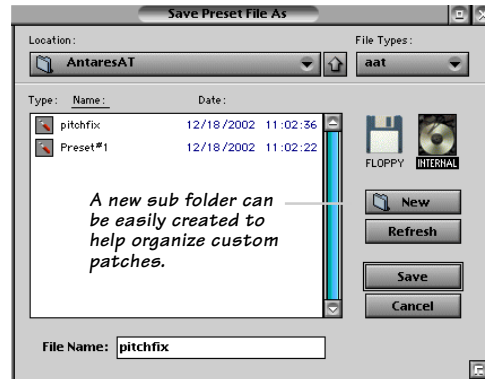 Save Preset File As
Location:
File Types:
AntaresAT
aat
Type: Name: Date:
pitchfix 12/18/2002 11:02:36
Preset#1 12/18/2002 11:02:22
FLOPPY INTERNAL
A new sub folder can
be easily created to
help organize custom
patches.
New
Refresh
Save
Cancel
File Name: pitchfix